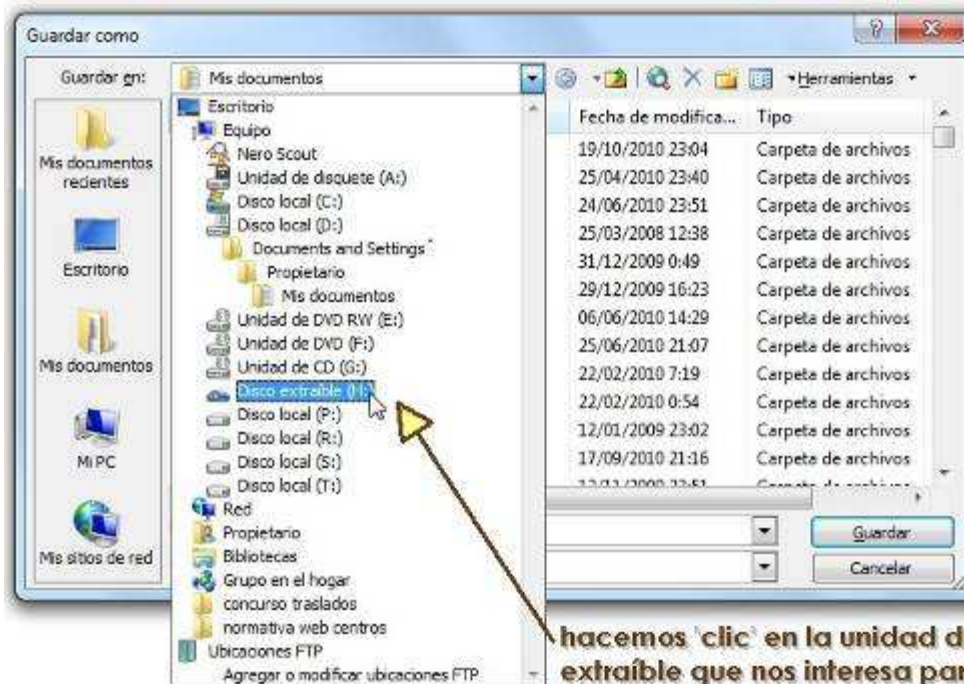 Guardar como
Guardar en:
Mis documentos
Herramientas
Mis documentos
recientes
Escritorio
Mis documentos
Mi PC
Mis sitios de red
Escritorio
Equipo
Nero Scout
Unidad de disquete (A:)
Disco local (C:)
Disco local (D:)
Documents and Settings
Propietario
Mis documentos
Unidad de DVD RW (E:)
Unidad de DVD (F:)
Unidad de CD (G:)
Disco extraíble (H:)
Disco local (P:)
Disco local (R:)
Disco local (S:)
Disco local (T:)
Red
Propietario
Bibliotecas
Grupo en el hogar
concurso traslados
normativa web centros
Ubicaciones FTP
Agregar o modificar ubicaciones FTP
Fecha de modifica... Tipo
19/10/2010 23:04 Carpeta de archivos
25/04/2010 23:40 Carpeta de archivos
24/06/2010 23:51 Carpeta de archivos
25/03/2008 12:38 Carpeta de archivos
31/12/2009 0:49 Carpeta de archivos
29/12/2009 16:23 Carpeta de archivos
06/06/2010 14:29 Carpeta de archivos
25/06/2010 21:07 Carpeta de archivos
22/02/2010 7:19 Carpeta de archivos
22/02/2010 0:54 Carpeta de archivos
12/01/2009 23:02 Carpeta de archivos
17/09/2010 21:16 Carpeta de archivos
Guardar
Cancelar
hacemos 'clic' en la unidad d
extraíble que nos interesa par